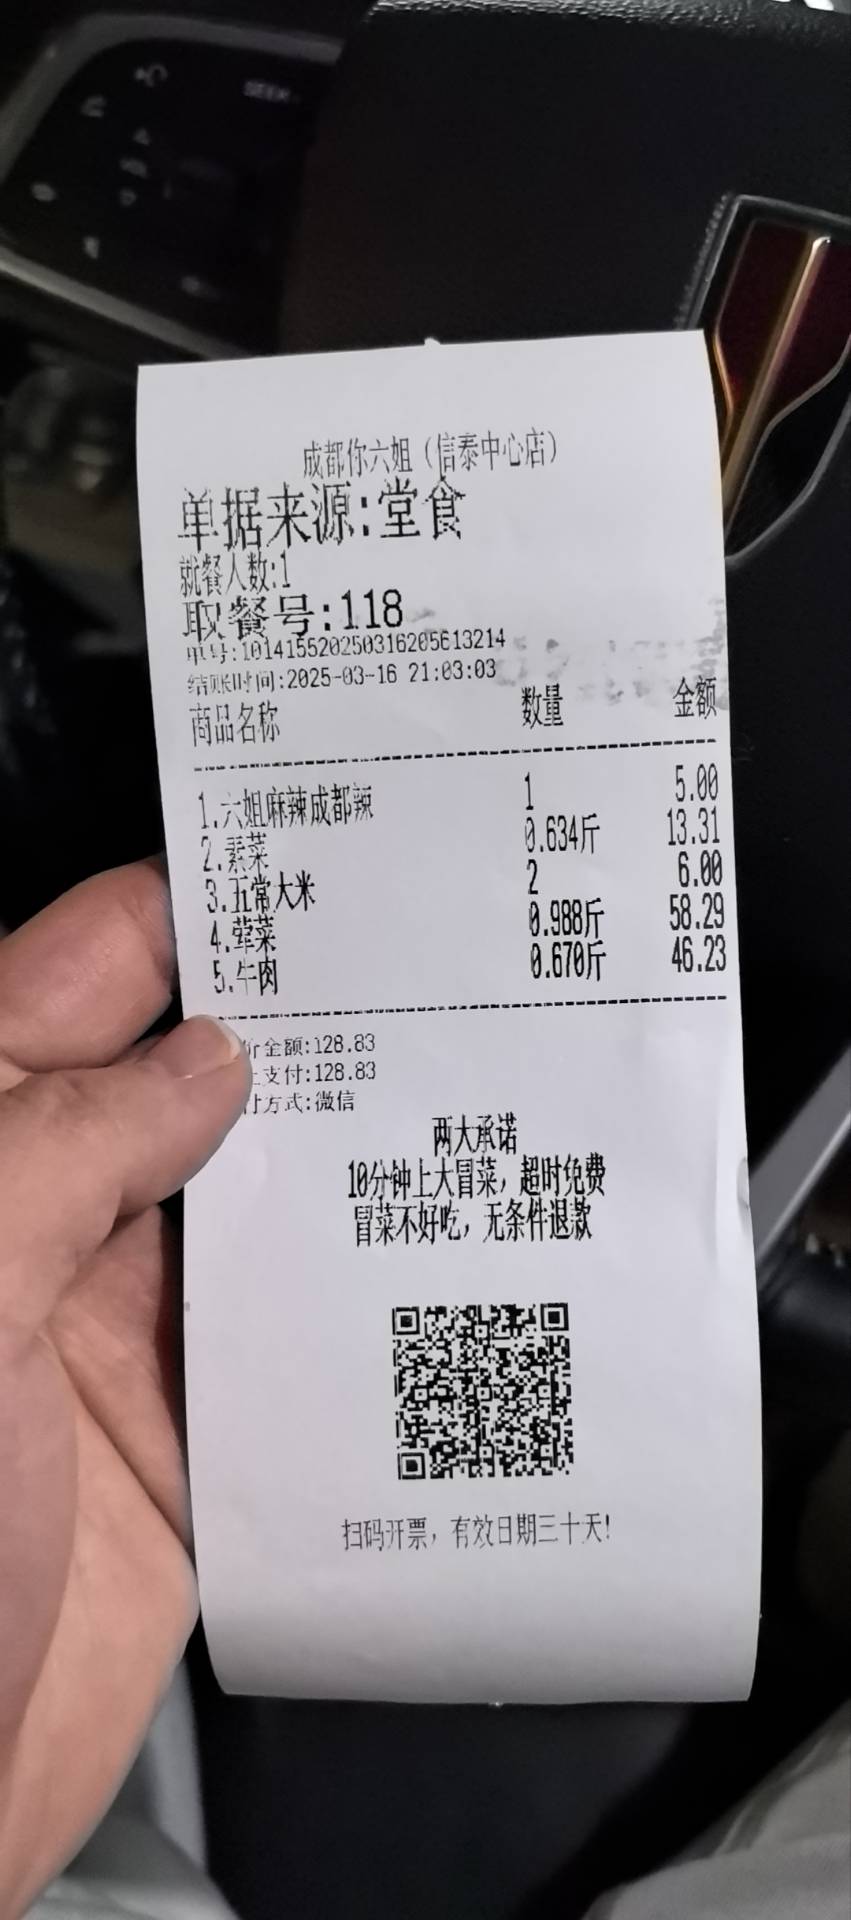 SEEK
成都你六姐（信泰中心店）
单据来源:堂食
就餐人数:1
取餐号:118
单号:10141552025031620561​3214
结账时间:2025-03-16 21:03:03
商品名称 数量 金额
1.六姐麻辣成都辣 1 5.00
2.素菜 0.634斤 13.31
3.五常大米 2 6.00
4.荤菜 0.988斤 58.29
5.牛肉 0.670斤 46.23
金额:128.83
支付:128.83
方式:微信
两大承诺
10分钟上大冒菜，超时免费
冒菜不好吃，无条件退款
扫码开票，有效日期三十天!